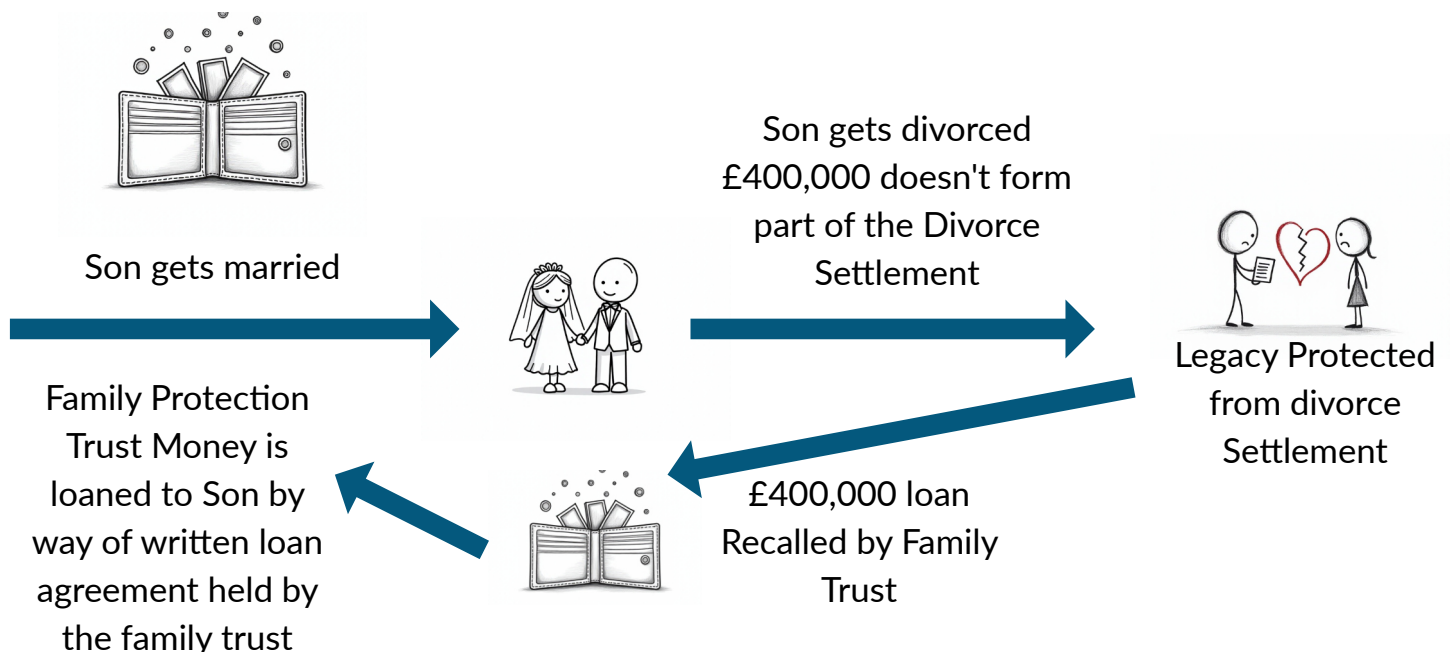 Son gets married
Son gets divorced
£400,000 doesn't form
part of the Divorce
Settlement
Legacy Protected
from divorce
Settlement
Family Protection
Trust Money is
loaned to Son by
way of written loan
agreement held by
the family trust
£400,000 loan
Recalled by Family
Trust